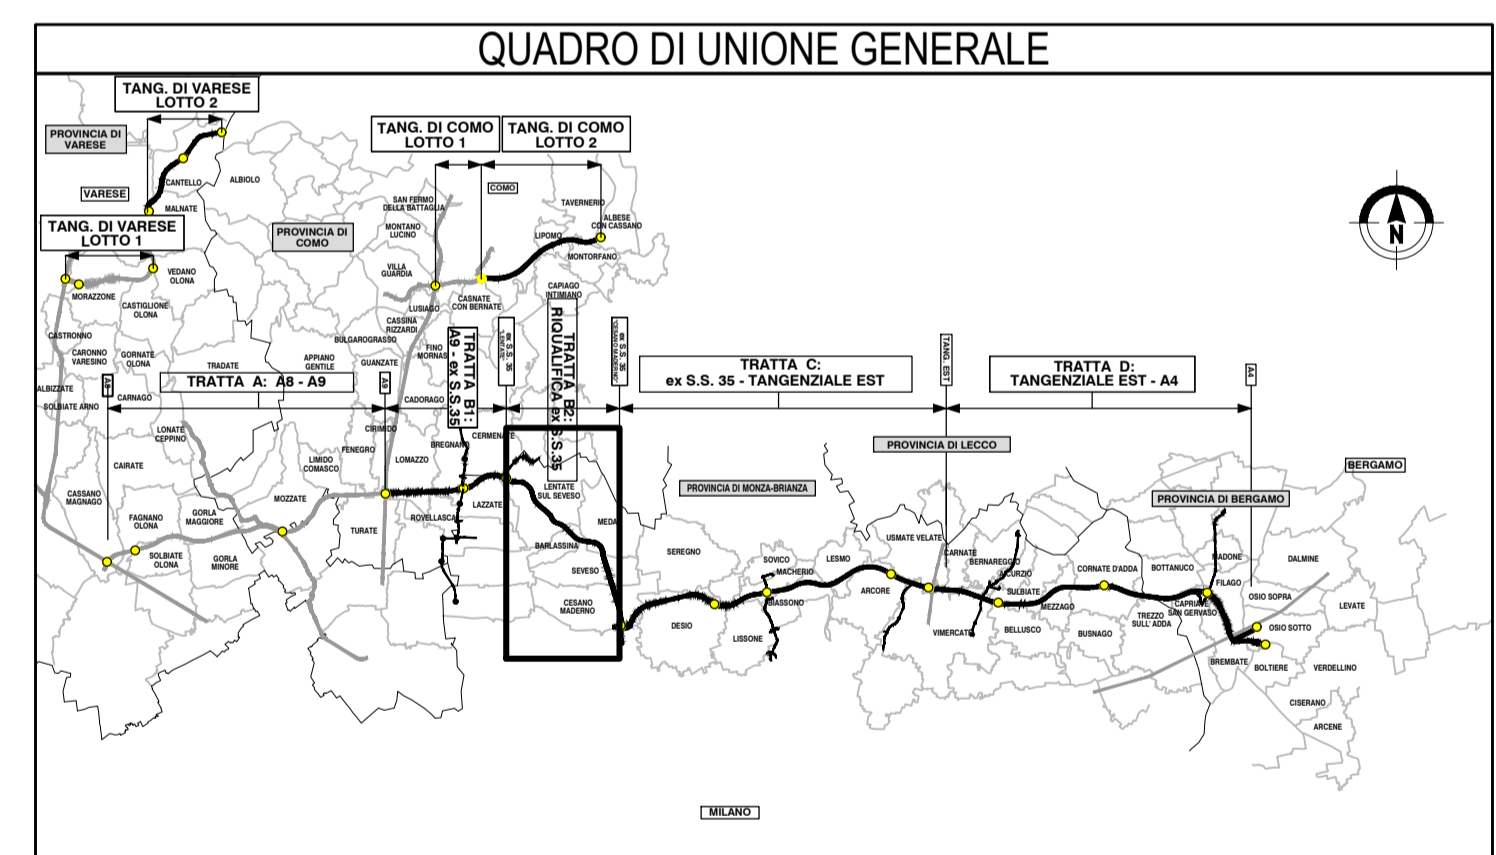 QUADRO DI UNIONE GENERALE
TANG. DI VARESE
LOTTO 2
PROVINCIA DI
VARESE
CANTELLO
ALBIOLO
VARESE
MALNATE
TANG. DI VARESE
LOTTO 1
PROVINCIA DI
COMO
VEDANO
OLONA
MORAZZONE
CASTIGLIONE
OLONA
TANG. DI COMO
LOTTO 1
TANG. DI COMO
LOTTO 2
COMO
SAN FERMO
DELLA BATTAGLIA
MONTANO
LUCINO
TAVERNERIO
ALBESE
CON CASSANO
LIPOMO
MONTORFANO
VILLA
GUARDIA
CAPIAGO
INTIMIANO
LUSIAGO
CASNATE
CON BERNATE
CASSINA
RIZZARDI
BULGAROGRASSO
FINO
MORNAS
GUANZATE
CASTRONNO
CARONNO
VARESINO
GORNATE
OLONA
TRADATE
APPIANO
GENTILE
ALBIZZATE
SOLBIATE ARNO
CARNAGO
A8
TRATTA A: A8 - A9
A9
CADORAGO
TRATTA B1:
A9 - ex S.S.35
ex S.S. 35
"LENTATE"
TRATTA B2:
RIQUALIFICA ex S.S.35
ex S.S. 35
"CESANO MADERNO"
TRATTA C:
ex S.S. 35 - TANGENZIALE EST
TANG. EST
TRATTA D:
TANGENZIALE EST - A4
A4
N
LONATE
CEPPINO
CIRIMIDO
FENEGRO
BREGNANO
CERMENATE
LIMIDO
COMASCO
LOMAZZO
CAIRATE
CASSANO
MAGNAGO
MOZZATE
FAGNANO
OLONA
GORLA
MAGGIORE
SOLBIATE
OLONA
GORLA
MINORE
TURATE
ROVELLASCA
LAZZATE
LENTATE
SUL SEVESO
MEDA
BARLASSINA
SEVESO
CESANO
MADERNO
PROVINCIA DI MONZA-BRIANZA
PROVINCIA DI LECCO
PROVINCIA DI BERGAMO
BERGAMO
SEREGNO
SOVICO
MACHERIO
LESMO
BIASSONO
DESIO
LISSONE
USMATE VELATE
ARCORE
CARNATE
BERNAREGGIO
AICURZIO
SULBIATE
MEZZAGO
VIMERCATE
BELLUSCO
CORNATE D'ADDA
BUSNAGO
TREZZO
SULL' ADDA
BOTTANUCO
MADONE
FILAGO
CAPRIATE
SAN GERVASO
DALMINE
OSIO SOPRA
OSIO SOTTO
LEVATE
BREMBATE
BOLTIERE
VERDELLINO
CISERANO
ARCENE
MILANO